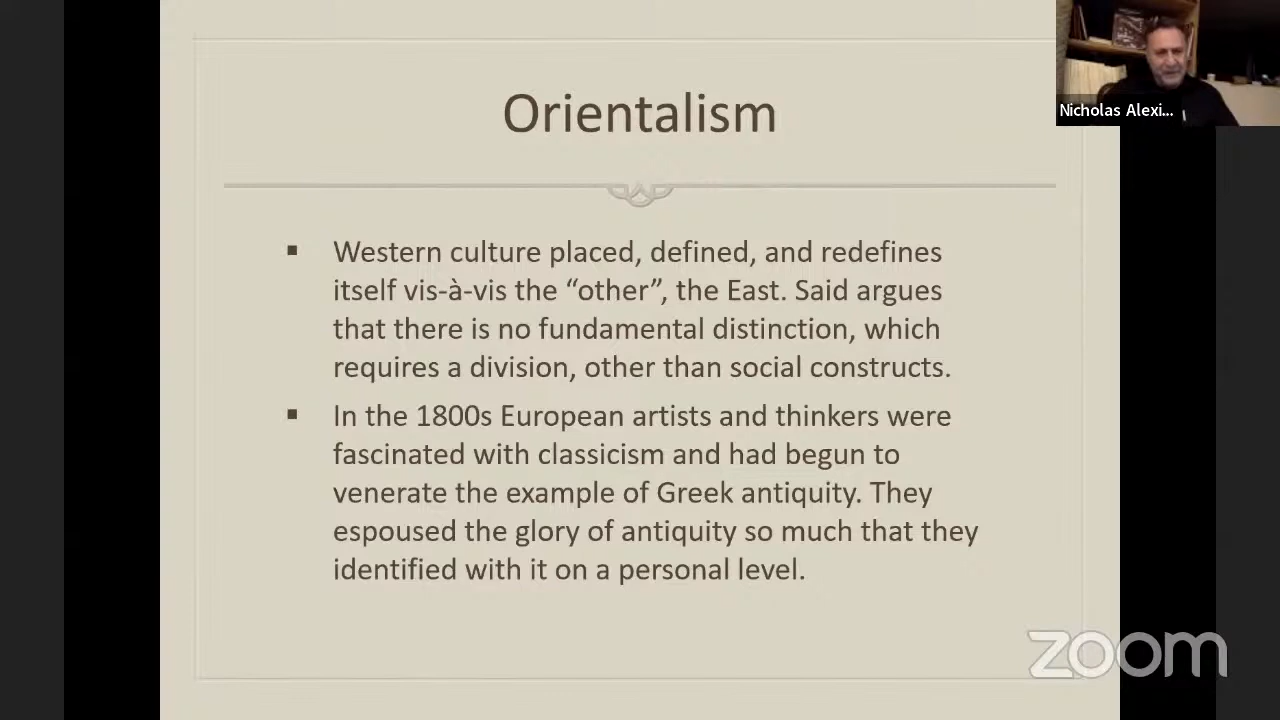 Orientalism
Nicholas Alexi...
▪ Western culture placed, defined, and redefines
itself vis-à-vis the “other”, the East. Said argues
that there is no fundamental distinction, which
requires a division, other than social constructs.
▪ In the 1800s European artists and thinkers were
fascinated with classicism and had begun to
venerate the example of Greek antiquity. They
espoused the glory of antiquity so much that they
identified with it on a personal level.
zoom